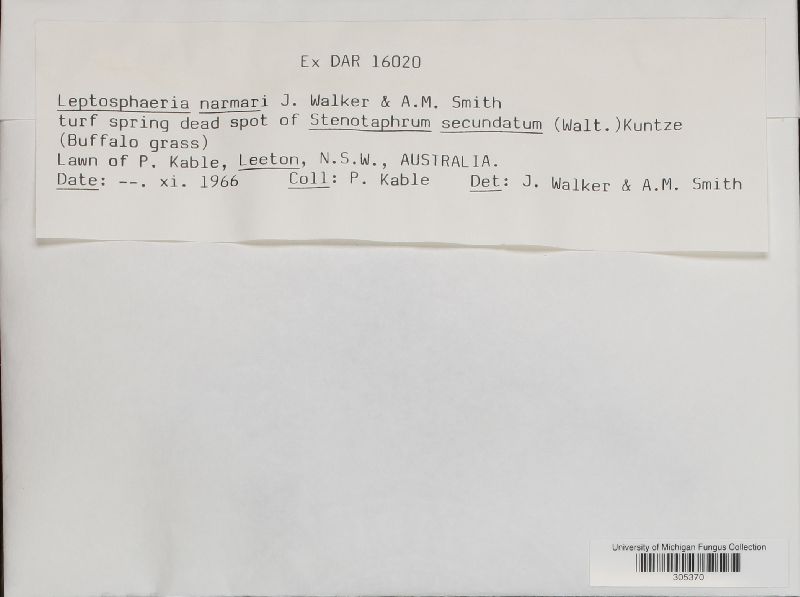 Ex DAR 16020
Leptosphaeria narmari J. Walker & A.M. Smith
turf spring dead spot of Stenotaphrum secundatum (Walt.)Kuntze
(Buffalo grass)
Lawn of P. Kable, Leeton, N.S.W., AUSTRALIA.
Date: --. xi. 1966 Coll: P. Kable Det: J. Walker & A.M. Smith
University of Michigan Fungus Collection
305370